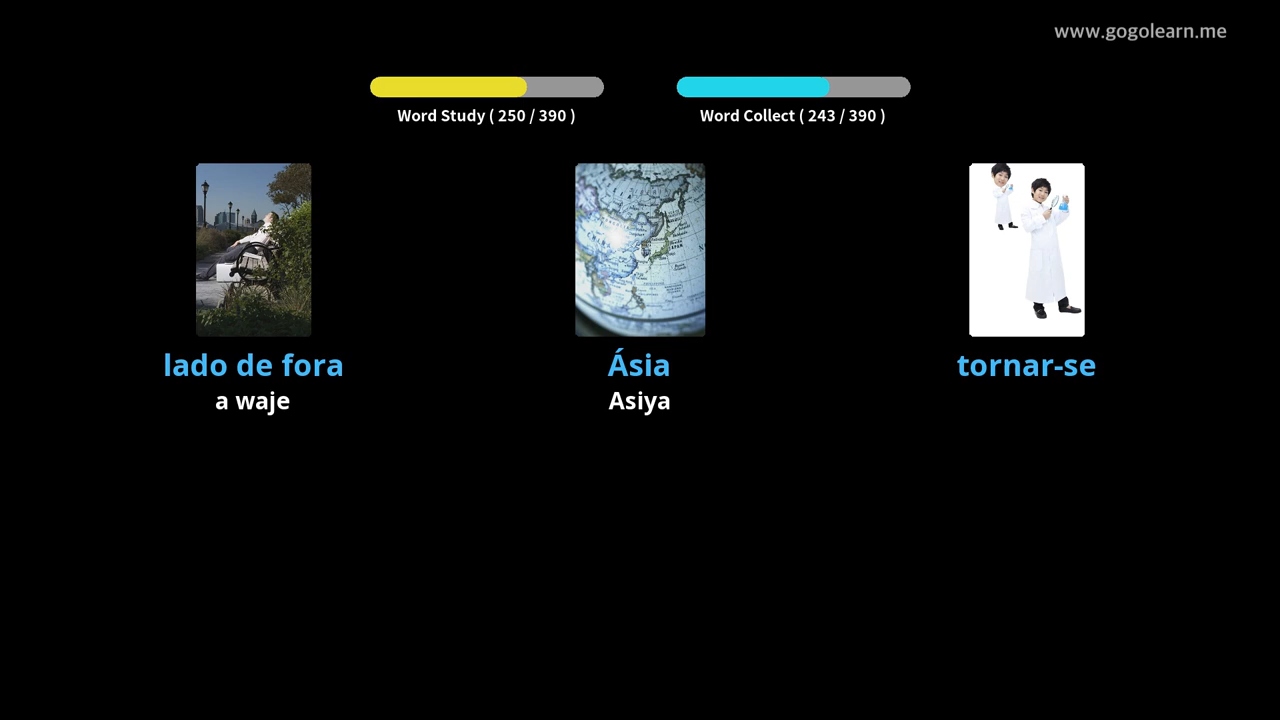 www.gogolearn.me
Word Study ( 250 / 390 )
Word Collect ( 243 / 390 )
lado de fora
a waje
Ásia
Asiya
tornar-se